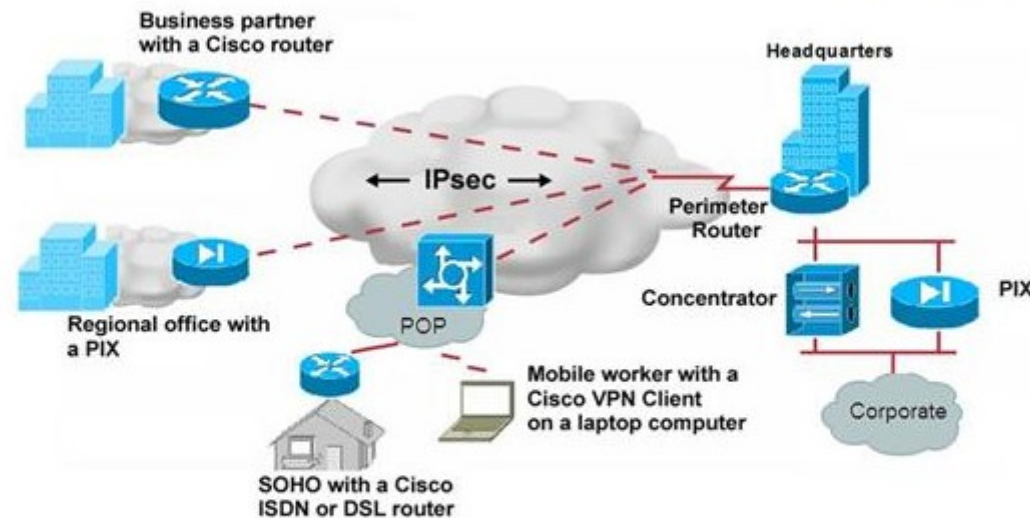 Business partner
with a Cisco router
Headquarters
IPsec
Perimeter
Router
Regional office with
a PIX
POP
Concentrator
PIX
Mobile worker with a
Cisco VPN Client
on a laptop computer
Corporate
SOHO with a Cisco
ISDN or DSL router